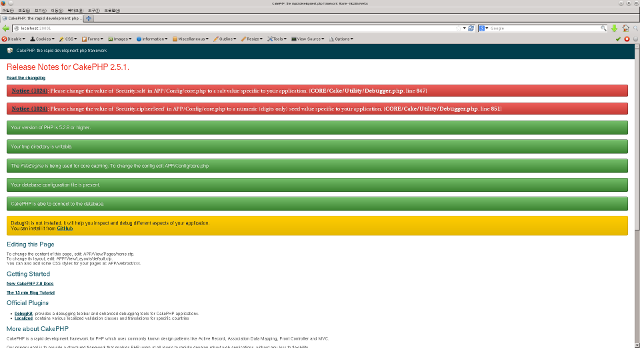 CakePHP: the rapid development php...
localhost
Google
Disable Cookies CSS Forms Images Information Miscellaneous Outline Resize Tools View Source Options
CakePHP: the rapid development php framework
Release Notes for CakePHP 2.5.1.
Read the changelog
Notice (1024): Please change the value of 'Security.salt' in APP/Config/core.php to a salt value specific to your application. [CORE/Cake/Utility/Debugger.php, line 847]
Notice (1024): Please change the value of 'Security.cipherSeed' in APP/Config/core.php to a numeric (digits only) seed value specific to your application. [CORE/Cake/Utility/Debugger.php, line 851]
Your version of PHP is 5.2.8 or higher.
Your tmp directory is writable.
The FileEngine is being used for core caching. To change the config edit APP/Config/core.php
Your database configuration file is present.
CakePHP is able to connect to the database.
DebugKit is not installed. It will help you inspect and debug different aspects of your application.
You can install it from GitHub
Editing this Page
To change the content of this page, edit: APP/View/Pages/home.ctp.
To change its layout, edit: APP/View/Layouts/default.ctp.
You can also add some CSS styles for your pages at: APP/webroot/css.
Getting Started
New CakePHP 2.0 Docs
The 15 min Blog Tutorial
Official Plugins
DebugKit: provides a debugging toolbar and enhanced debugging tools for CakePHP applications.
Localized: contains various localized validation classes and translations for specific countries
More about CakePHP
CakePHP is a rapid development framework for PHP which uses commonly known design patterns like Active Record, Association Data Mapping, Front Controller and MVC.